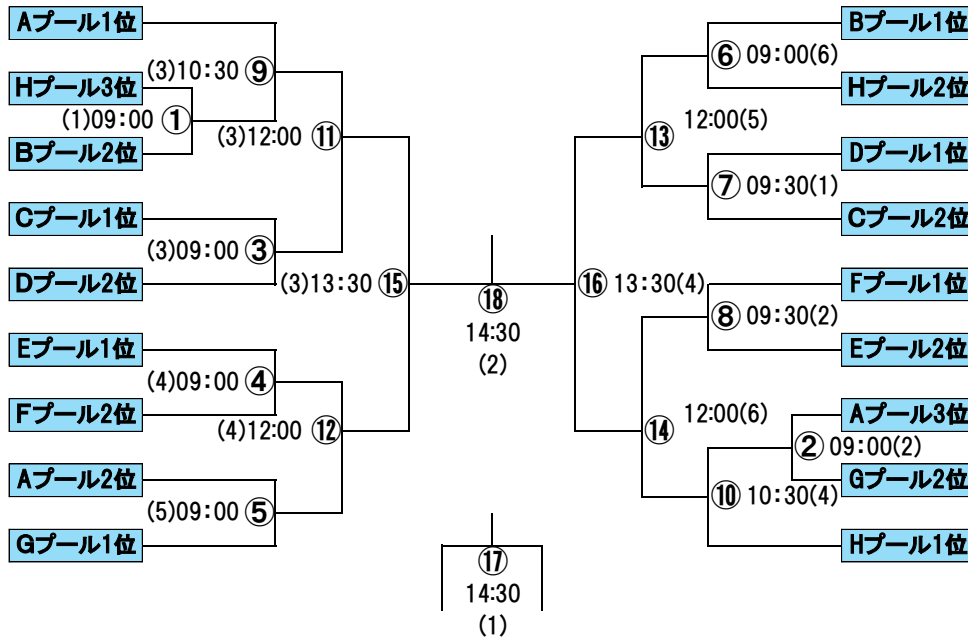 Aプール1位
(3)10:30 ⑨
Hプール3位
(1)09:00 ①
Bプール2位
(3)12:00 ⑪
Cプール1位
(3)09:00 ③
Dプール2位
(3)13:30 ⑮
Eプール1位
(4)09:00 ④
Fプール2位
(4)12:00 ⑫
Aプール2位
(5)09:00 ⑤
Gプール1位
⑱
14:30
(2)
⑰
14:30
(1)
Bプール1位
⑥ 09:00(6)
Hプール2位
⑬ 12:00(5)
Dプール1位
⑦ 09:30(1)
Cプール2位
⑯ 13:30(4)
Fプール1位
⑧ 09:30(2)
Eプール2位
⑭ 12:00(6)
Aプール3位
② 09:00(2)
Gプール2位
⑩ 10:30(4)
Hプール1位